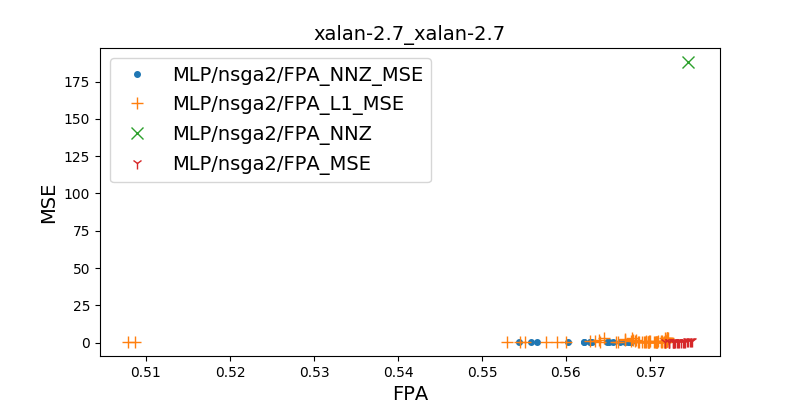 xalan-2.7_xalan-2.7
MLP/nsga2/FPA_NNZ_MSE
MLP/nsga2/FPA_L1_MSE
MLP/nsga2/FPA_NNZ
MLP/nsga2/FPA_MSE
MSE
175
150
125
100
75
50
25
0
0.51 0.52 0.53 0.54 0.55 0.56 0.57
FPA